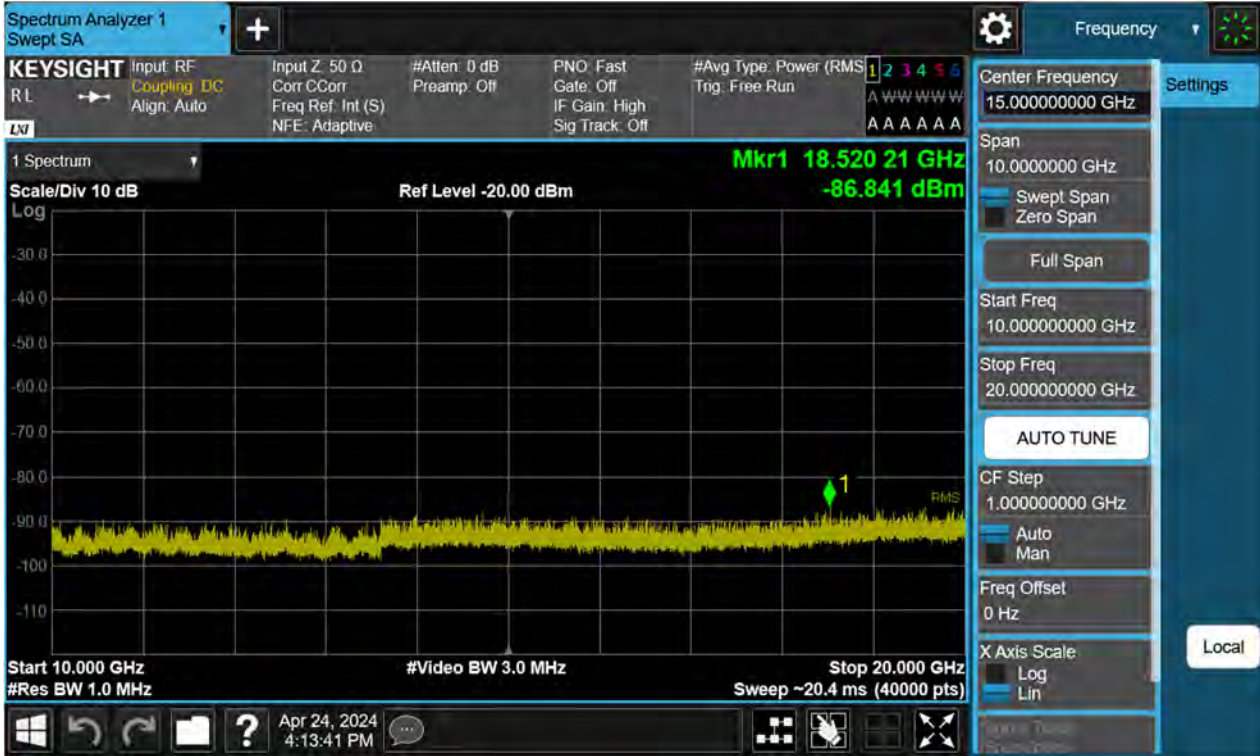 Spectrum Analyzer 1
Swept SA
+
Frequency
KEYSIGHT
RL
LXI
Input: RF
Coupling: DC
Align: Auto
Input Z: 50 Ω
Corr CCorr
Freq Ref: Int (S)
NFE: Adaptive
#Atten: 0 dB
Preamp: Off
PNO: Fast
Gate: Off
IF Gain: High
Sig Track: Off
#Avg Type: Power (RMS
Trig: Free Run
1 2 3 4 5 6
A W W W W W
A A A A A A
1 Spectrum
Scale/Div 10 dB
Ref Level -20.00 dBm
Mkr1 18.520 21 GHz
-86.841 dBm
Log
-30.0
-40.0
-50.0
-60.0
-70.0
-80.0
-90.0
-100
-110
1
RMS
Start 10.000 GHz
#Res BW 1.0 MHz
#Video BW 3.0 MHz
Stop 20.000 GHz
Sweep ~20.4 ms (40000 pts)
Center Frequency
15.000000000 GHz
Span
10.0000000 GHz
Swept Span
Zero Span
Full Span
Start Freq
10.000000000 GHz
Stop Freq
20.000000000 GHz
AUTO TUNE
CF Step
1.000000000 GHz
Auto
Man
Freq Offset
0 Hz
X Axis Scale
Log
Lin
Settings
Local
?
Apr 24, 2024
4:13:41 PM